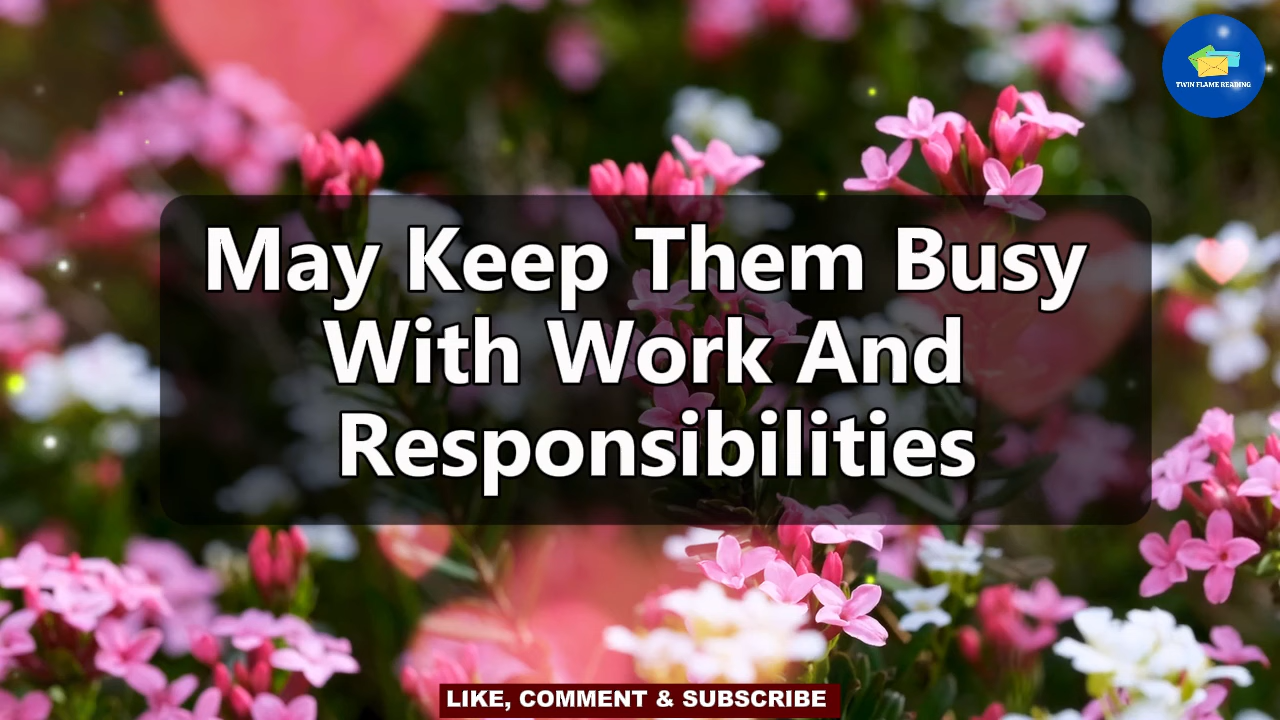 TWIN FLAME READING
May Keep Them Busy
With Work And
Responsibilities
LIKE, COMMENT & SUBSCRIBE